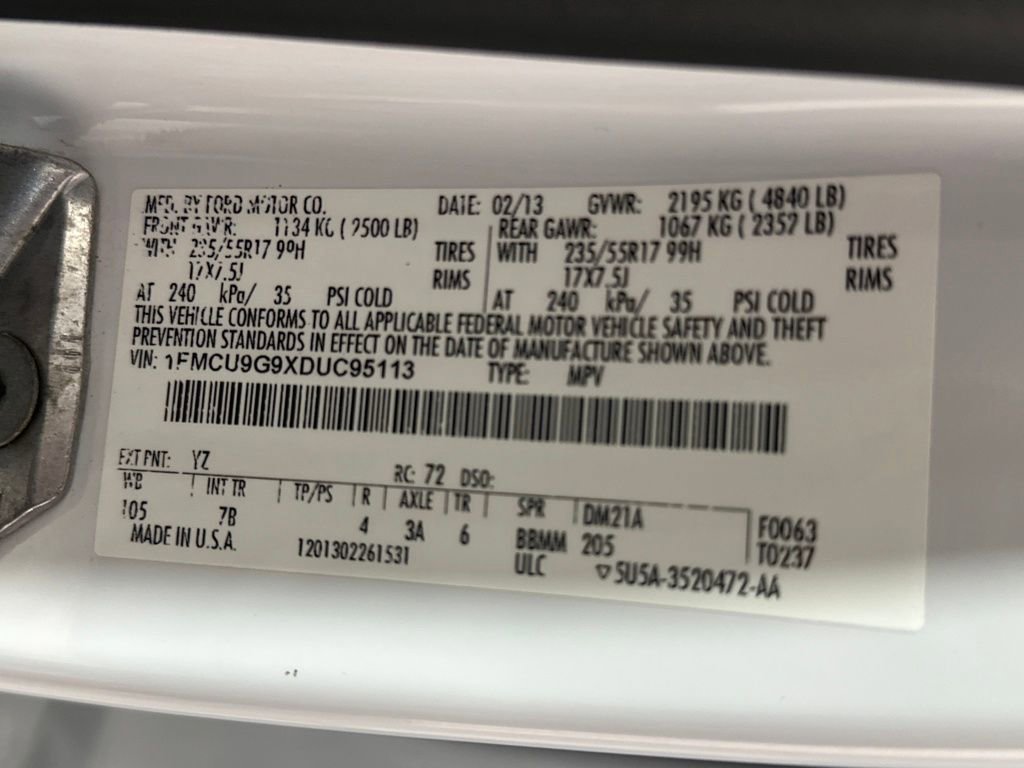 MFD. BY FORD MOTOR CO. DATE: 02/13 GVWR: 2195 KG ( 4840 LB)
FRONT GAWR: 1134 KG ( 2500 LB) REAR GAWR: 1067 KG ( 2357 LB)
WITH 235/55R17 99H TIRES WITH 235/55R17 99H TIRES
17X7.5J RIMS 17X7.5J RIMS
AT 240 kPa/ 35 PSI COLD AT 240 kPa/ 35 PSI COLD
THIS VEHICLE CONFORMS TO ALL APPLICABLE FEDERAL MOTOR VEHICLE SAFETY AND THEFT
PREVENTION STANDARDS IN EFFECT ON THE DATE OF MANUFACTURE SHOWN ABOVE.
VIN: 1FMCU9G9XDUC95113 TYPE: MPV
EXT PNT: YZ RC: 72 DSO:
WB INT TR TP/PS R AXLE TR SPR DM21A F0063
105 7B 4 3A 6 BBMM 205 T0237
MADE IN U.S.A. 1201302261531 ULC ▽5U5A-3520472-AA